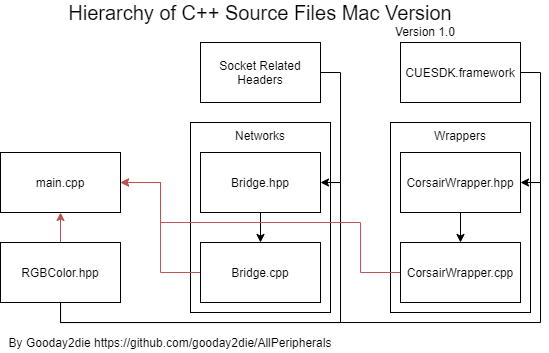 Hierarchy of C++ Source Files Mac Version
Version 1.0
Socket Related
Headers
CUESDK.framework
Networks
Wrappers
main.cpp
Bridge.hpp
CorsairWrapper.hpp
RGBColor.hpp
Bridge.cpp
CorsairWrapper.cpp
By Gooday2die https://github.com/gooday2die/AllPeripherals